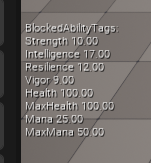 BlockedAbilityTags:
Strength 10.00
Intelligence 17.00
Resilience 12.00
Vigor 9.00
Health 100.00
MaxHealth 100.00
Mana 25.00
MaxMana 50.00